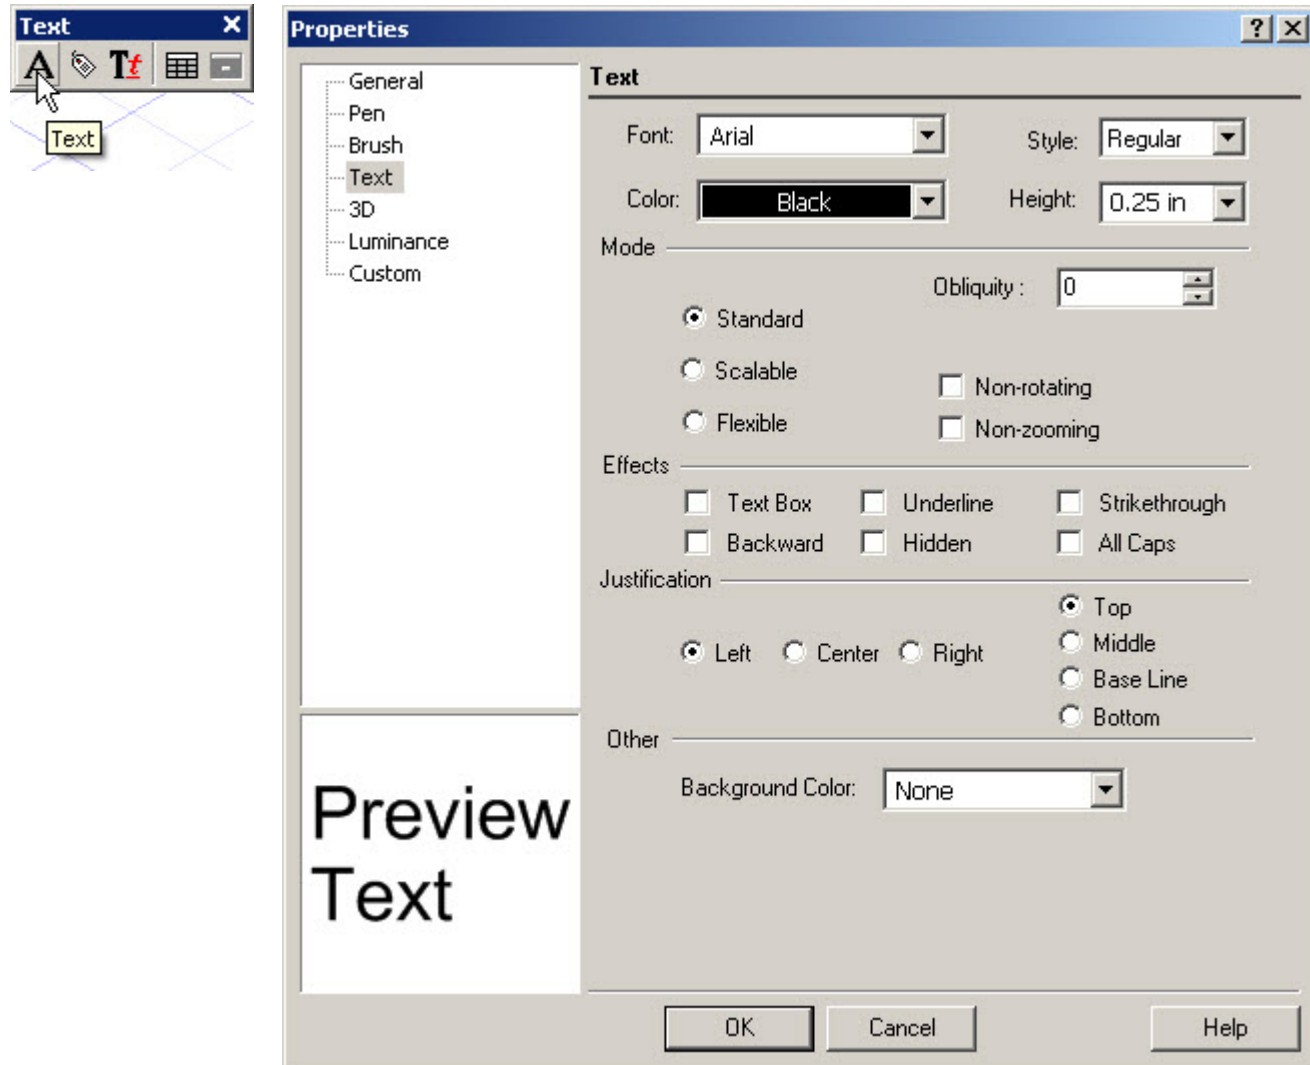 Text
A Tt
Text
Properties
General
Pen
Brush
Text
3D
Luminance
Custom
Preview
Text
Text
Font: Arial Style: Regular
Color: Black Height: 0.25 in
Mode
Obliquity : 0
Standard
Scalable
Non-rotating
Flexible
Non-zooming
Effects
Text Box Underline Strikethrough
Backward Hidden All Caps
Justification
Top
Middle
Left Center Right
Base Line
Bottom
Other
Background Color: None
OK Cancel Help